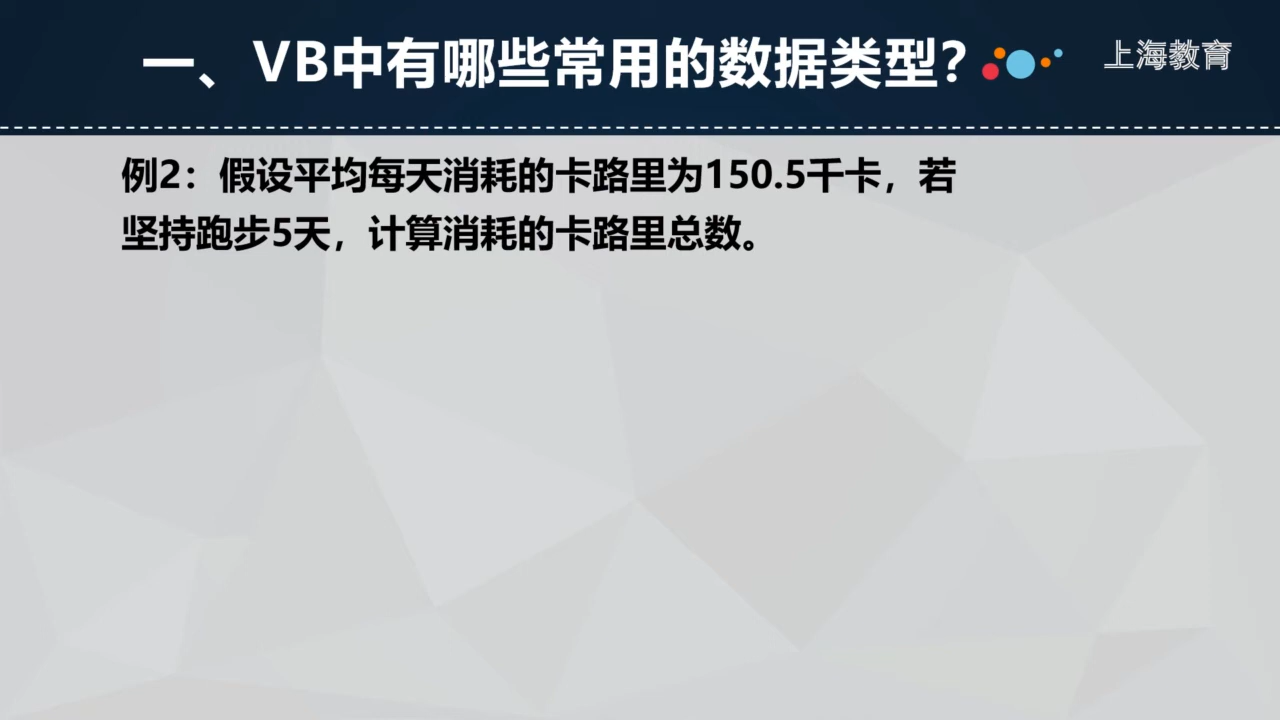 一、VB中有哪些常用的数据类型?
上海教育
例2：假设平均每天消耗的卡路里为150.5千卡，若
坚持跑步5天，计算消耗的卡路里总数。